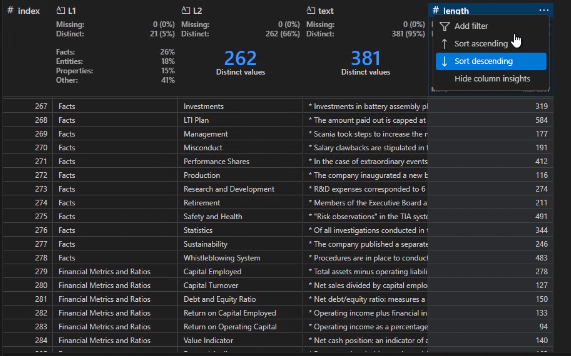 # index
L1
Missing: 0 (0%)
Distinct: 21 (5%)
Facts: 26%
Entities: 18%
Properties: 15%
Other: 41%
L2
Missing: 0 (0%)
Distinct: 262 (66%)
262
Distinct values
text
Missing: 0 (0%)
Distinct: 381 (95%)
381
Distinct values
# length ...
Add filter
Sort ascending
Sort descending
Hide column insights
267 Facts Investments * Investments in battery assembly pl 319
268 Facts LTI Plan * The amount paid out is capped at 584
269 Facts Management * Scania took steps to increase the r 177
270 Facts Misconduct * Salary clawbacks are stipulated in 191
271 Facts Performance Shares * In the case of extraordinary events 412
272 Facts Production * The company inaugurated a new b 116
273 Facts Research and Development * R&D expenses corresponded to 6 274
274 Facts Retirement * Members of the Executive Board a 211
275 Facts Safety and Health * "Risk observations" in the TIA syst 491
276 Facts Statistics * Of all investigations conducted in 344
277 Facts Sustainability * The company published a separate 246
278 Facts Whistleblowing System * Procedures are in place to conduc 483
279 Financial Metrics and Ratios Capital Employed * Total assets minus operating liabili 278
280 Financial Metrics and Ratios Capital Turnover * Net sales divided by capital emplo 127
281 Financial Metrics and Ratios Debt and Equity Ratio * Net debt/equity ratio: measures a 150
282 Financial Metrics and Ratios Return on Capital Employed * Operating income plus financial in 133
283 Financial Metrics and Ratios Return on Operating Capital * Operating income as a percentage 94
284 Financial Metrics and Ratios Value Indicator * Net cash position: an indicator of a 140